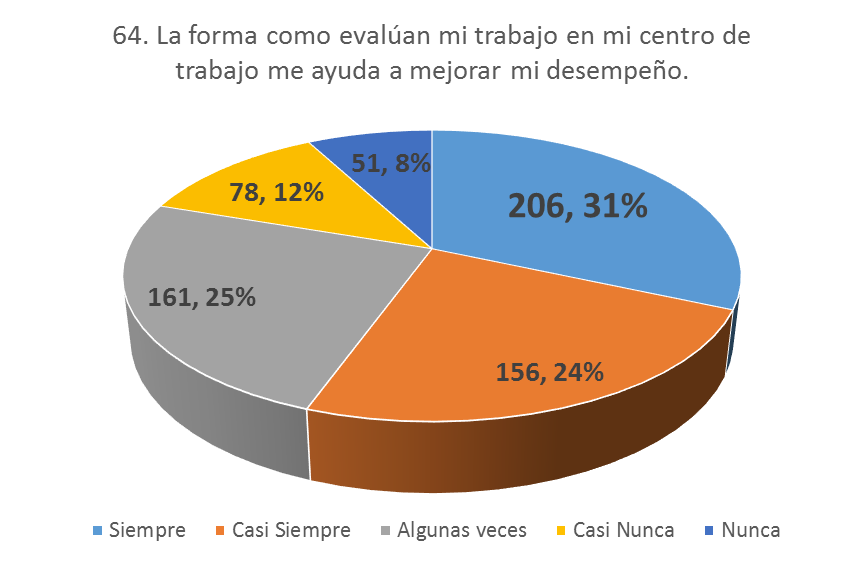 64. La forma como evalúan mi trabajo en mi centro de
trabajo me ayuda a mejorar mi desempeño.
51, 8%
78, 12%
206, 31%
161, 25%
156, 24%
Siempre
Casi Siempre
Algunas veces
Casi Nunca
Nunca